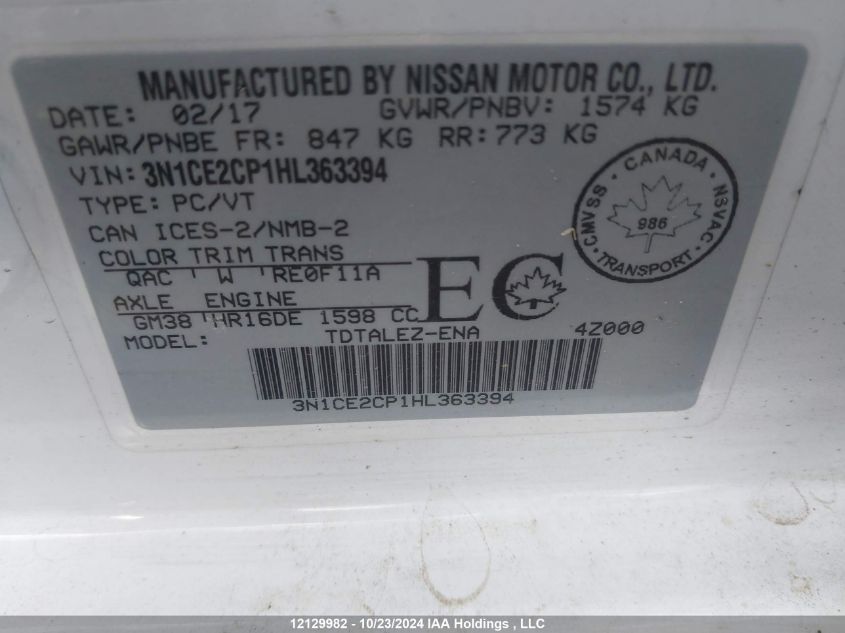 MANUFACTURED BY NISSAN MOTOR CO., LTD.
DATE: 02/17 GVWR/PNBV: 1574 KG
GAWR/PNBE FR: 847 KG RR: 773 KG
VIN: 3N1CE2CP1HL363394
TYPE: PC/VT
CAN ICES-2/NMB-2
COLOR TRIM TRANS
QAC W RE0F11A
AXLE ENGINE
GM38 HR16DE 1598 CC
MODEL: TDTALEZ-ENA 4Z000
3N1CE2CP1HL363394
EC
CANADA
CMVSS 986 NSVAC
TRANSPORT
12129982 - 10/23/2024 IAA Holdings, LLC